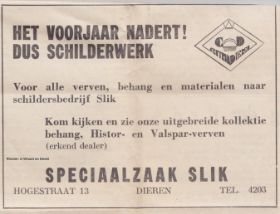 HET VOORJAAR NADERT!
DUS SCHILDERWERK
Voor alle verven, behang en materialen naar
schildersbedrijf Slik
Kom kijken en zie onze uitgebreide kollektie
behang, Histor- en Valspar-verven
(erkend dealer)
SPECIAALZAAK SLIK
HOGESTRAAT 13 DIEREN TEL 4203